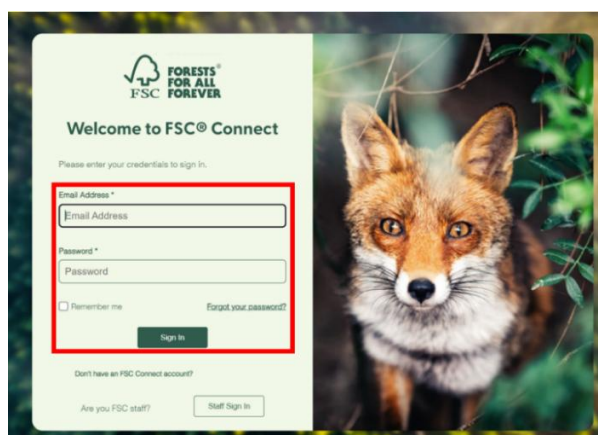 FORESTS®
FOR ALL
FOREVER
FSC
Welcome to FSC® Connect
Please enter your credentials to sign in.
Email Address *
Email Address
Password *
Password
Remember me
Forgot your password?
Sign In
Don't have an FSC Connect account?
Are you FSC staff?
Staff Sign In